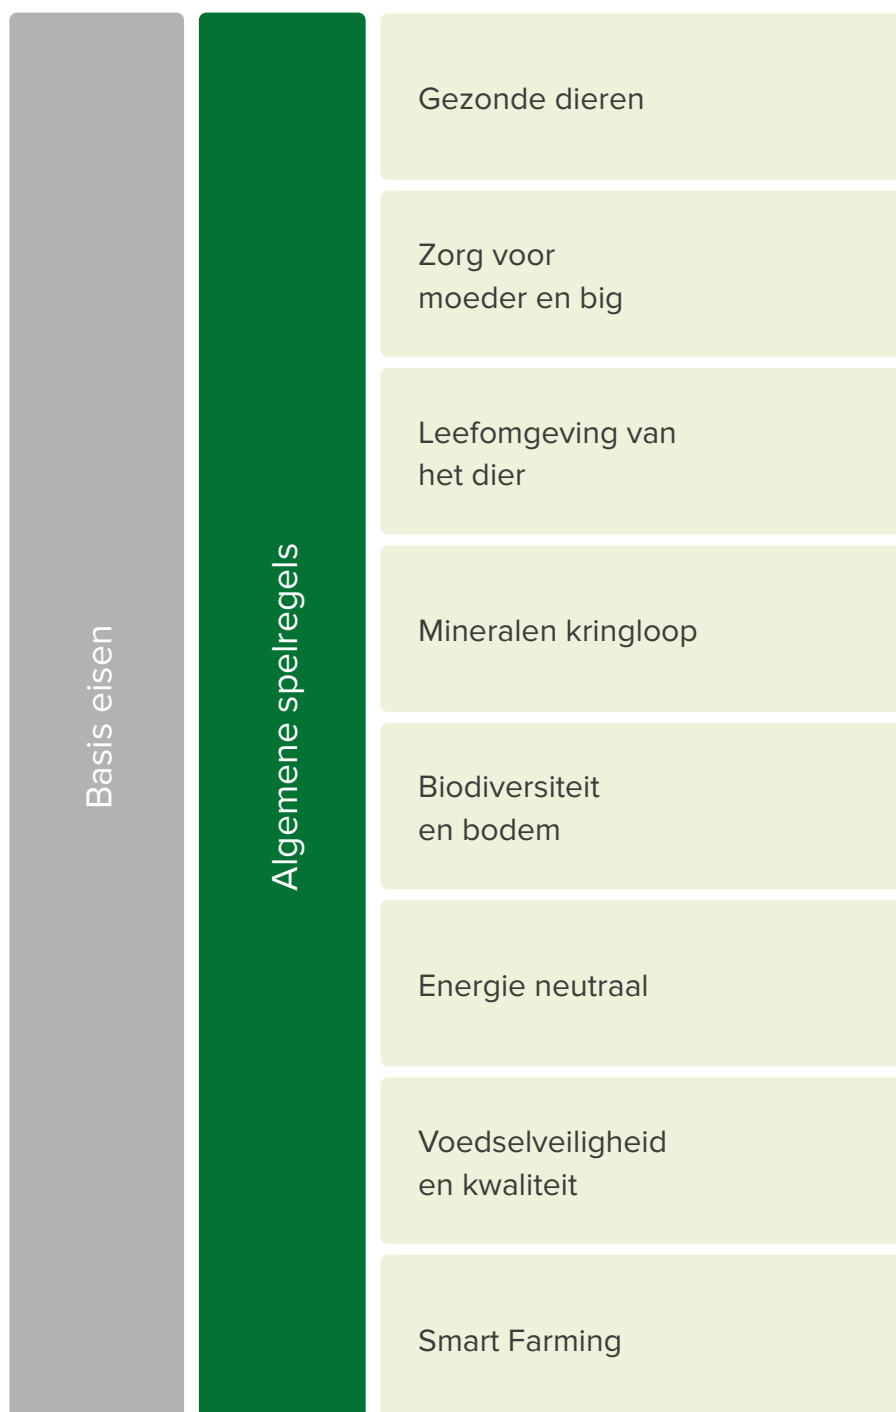 Basis eisen
Algemene spelregels
Gezonde dieren
Zorg voor
moeder en big
Leefomgeving van
het dier
Mineralen kringloop
Biodiversiteit
en bodem
Energie neutraal
Voedselveiligheid
en kwaliteit
Smart Farming